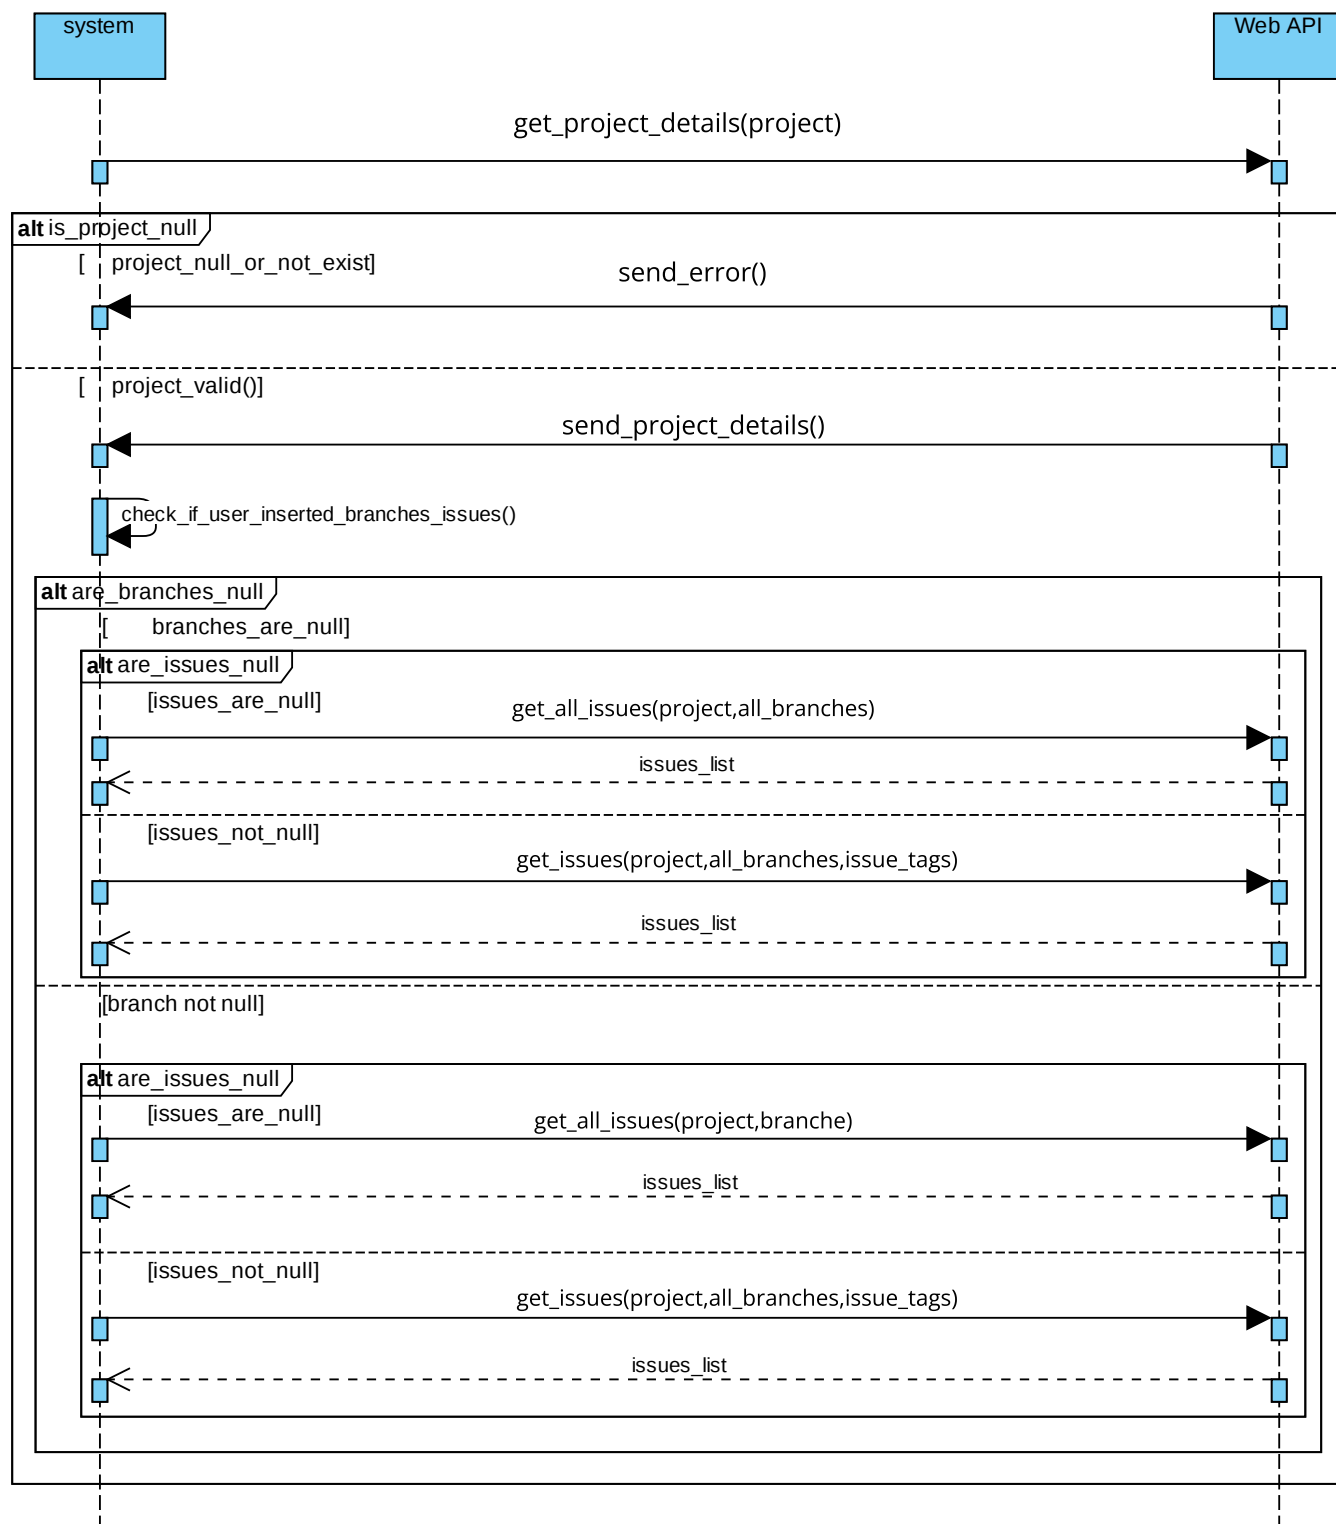 system
Web API
get_project_details(project)
alt is_project_null
[ project_null_or_not_exist]
send_error()
[ project_valid()]
send_project_details()
check_if_user_inserted_branches_issues()
alt are_branches_null
[ branches_are_null]
alt are_issues_null
[issues_are_null]
get_all_issues(project,all_branches)
issues_list
[issues_not_null]
get_issues(project,all_branches,issue_tags)
issues_list
[branch not null]
alt are_issues_null
[issues_are_null]
get_all_issues(project,branche)
issues_list
[issues_not_null]
get_issues(project,all_branches,issue_tags)
issues_list